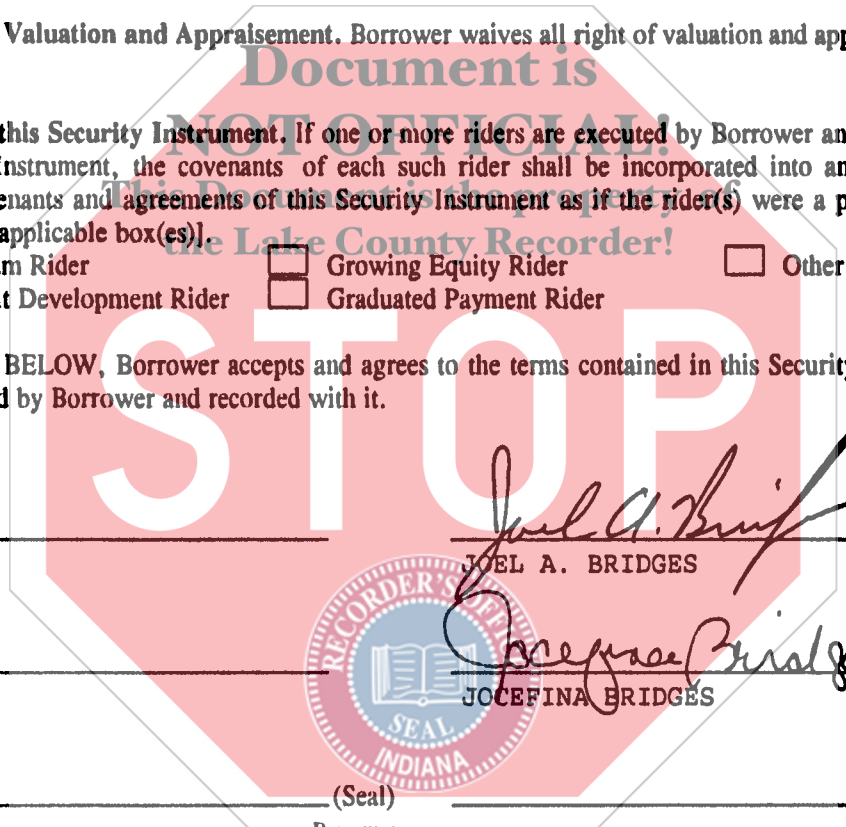 Valuation and Appraisement. Borrower waives all right of valuation and app
Document is
this Security Instrument. If one or more riders are executed by Borrower an
NOT OFFICIAL!
nstrument, the covenants of each such rider shall be incorporated into an
This Document is the property of
enants and agreements of this Security Instrument as if the rider(s) were a p
applicable box(es)].
the Lake County Recorder!
m Rider Growing Equity Rider Other
t Development Rider Graduated Payment Rider
STOP
BELOW, Borrower accepts and agrees to the terms contained in this Security
d by Borrower and recorded with it.
Joel A.
JOEL A. BRIDGES
RECORDER'S OFFICE
JOCEFINA BRIDGES
SEAL
INDIANA
(Seal)